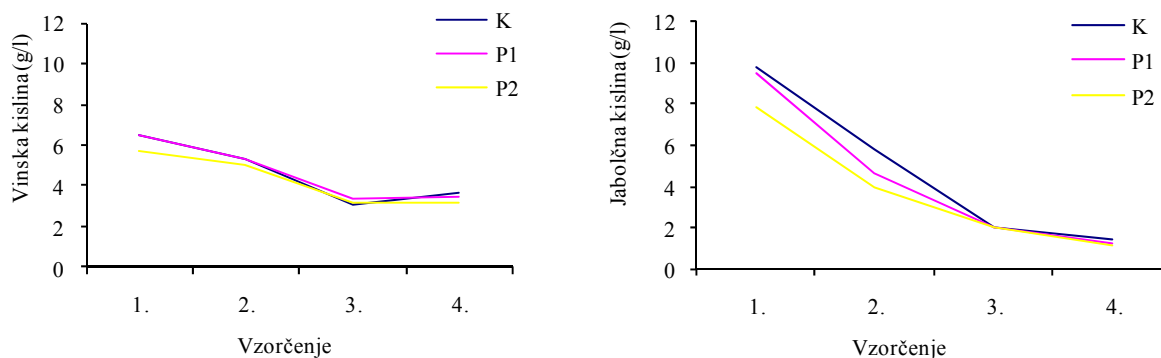 Vinska kislina (g/l)
12
10
8
6
4
2
0
1. 2. 3. 4.
Vzorčenje
K
P1
P2
Jabolčna kislina (g/l)
12
10
8
6
4
2
0
1. 2. 3. 4.
Vzorčenje
K
P1
P2